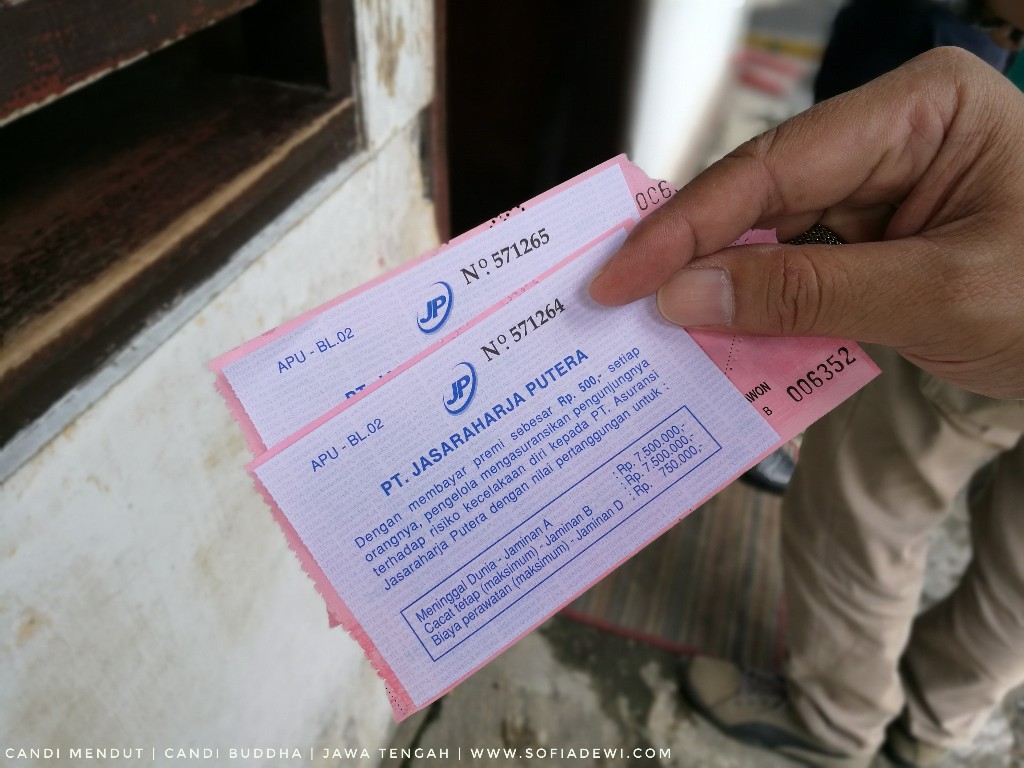 006
APU - BL.02
JP
Nº. 571265
APU - BL.02
JP
Nº. 571264
PT. JASARAHARJA PUTERA
Dengan membayar premi sebesar Rp. 500,- setiap
orangnya, pengelola mengasuransikan pengunjungnya
terhadap risiko kecelakaan diri kepada PT. Asuransi
Jasaraharja Putera dengan nilai pertanggungan untuk :
Meninggal Dunia - Jaminan A : Rp. 7.500.000,-
Cacat tetap (maksimum) - Jaminan B : Rp. 7.500.000,-
Biaya perawatan (maksimum) - Jaminan D : Rp. 750.000,-
WON
B 006352
CANDI MENDUT | CANDI BUDDHA | JAWA TENGAH | WWW.SOFIADEWI.COM